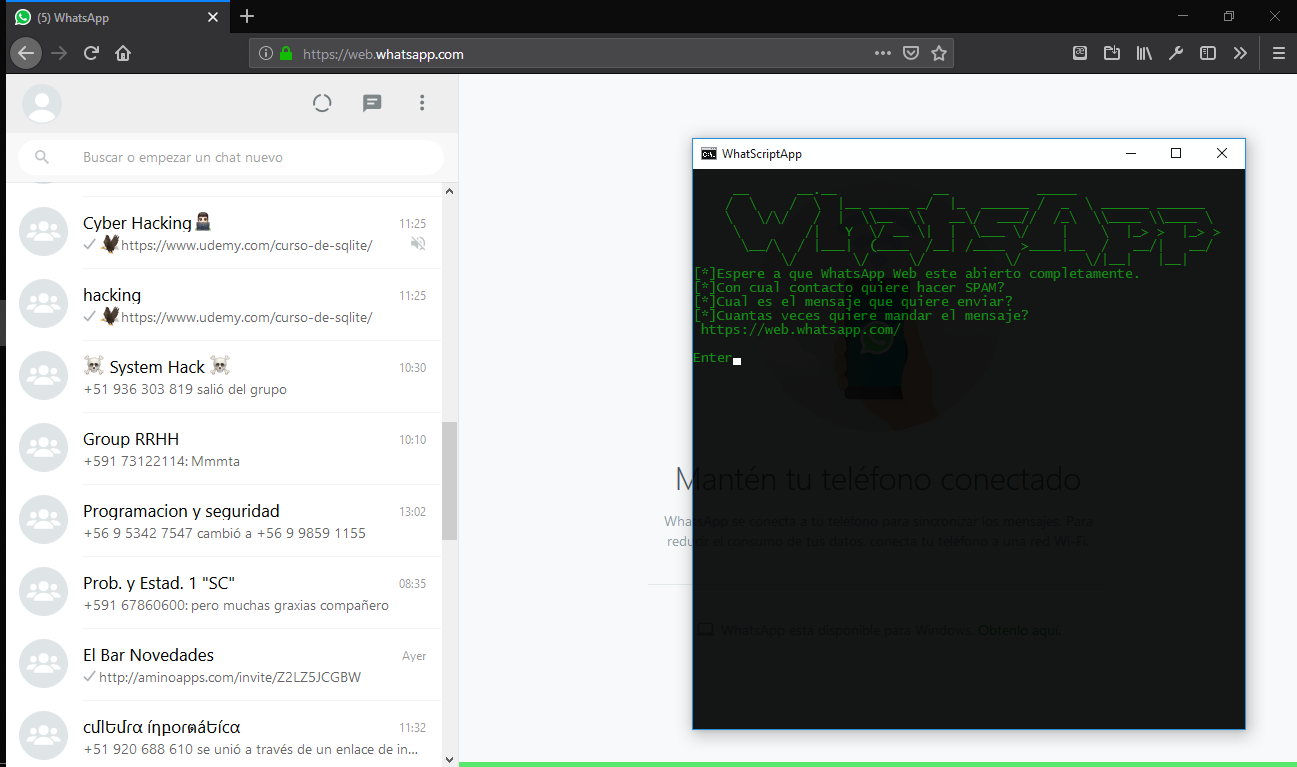 (5) WhatsApp
https://web.whatsapp.com
Buscar o empezar un chat nuevo
Cyber Hacking
11:25
https://www.udemy.com/curso-de-sqlite/
hacking
11:25
https://www.udemy.com/curso-de-sqlite/
System Hack
10:30
+51 936 303 819 salió del grupo
Group RRHH
10:10
+591 73122114: Mmmta
Programacion y seguridad
13:02
+56 9 5342 7547 cambió a +56 9 9859 1155
Prob. y Estad. 1 "SC"
08:35
+591 67860600: pero muchas graxias compañero
El Bar Novedades
Ayer
http://aminoapps.com/invite/Z2LZ5JCGBW
cմlԵմrα íղթorԹáԵícα
11:32
+51 920 688 610 se unió a través de un enlace de in...
WhatScriptApp
WhatsApp
[*]Espere a que WhatsApp Web este abierto completamente.
[*]Con cual contacto quiere hacer SPAM?
[*]Cual es el mensaje que quiere enviar?
[*]Cuantas veces quiere mandar el mensaje?
https://web.whatsapp.com/
Enter
Mantén tu teléfono conectado
WhatsApp se conecta a tu teléfono para sincronizar los mensajes. Para
reducir el consumo de tus datos, conecta tu teléfono a una red Wi-Fi.
WhatsApp está disponible para Windows. Obtenlo aquí.